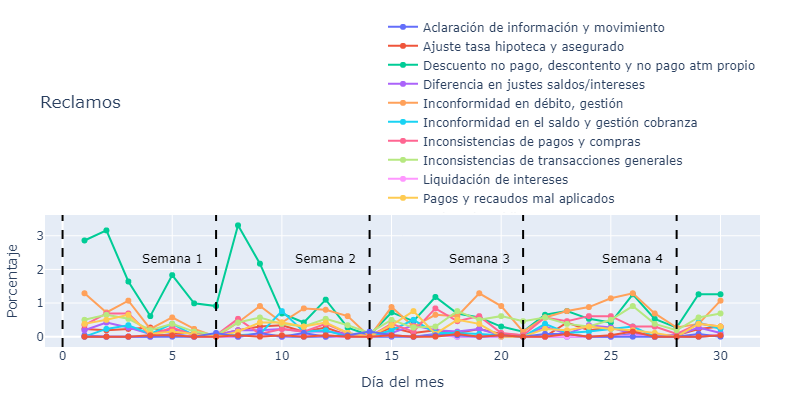 Reclamos
Aclaración de información y movimiento
Ajuste tasa hipoteca y asegurado
Descuento no pago, descontento y no pago atm propio
Diferencia en justes saldos/intereses
Inconformidad en débito, gestión
Inconformidad en el saldo y gestión cobranza
Inconsistencias de pagos y compras
Inconsistencias de transacciones generales
Liquidación de intereses
Pagos y recaudos mal aplicados
Porcentaje
3
2
1
0
Semana 1
Semana 2
Semana 3
Semana 4
0 5 10 15 20 25 30
Día del mes